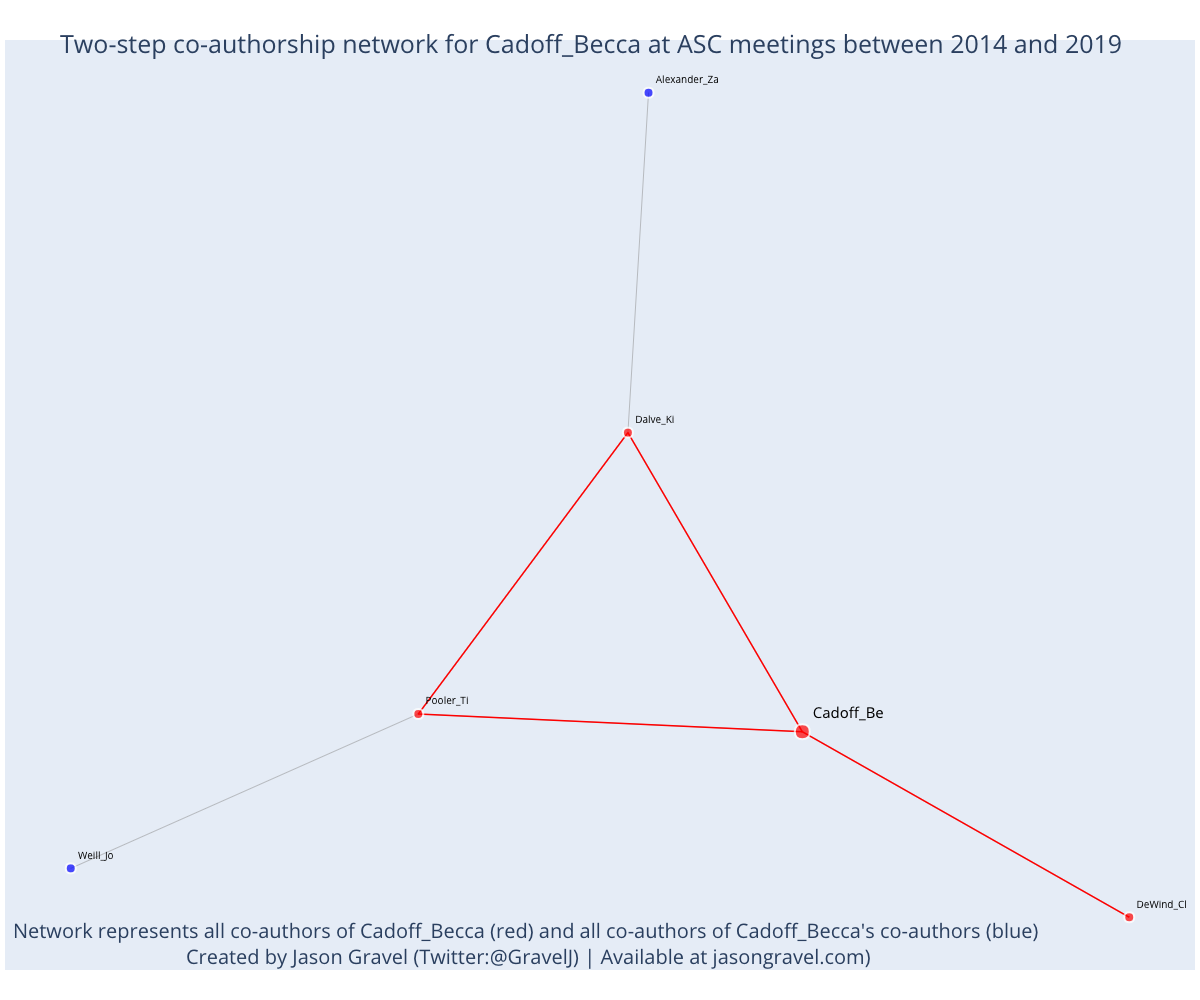 Two-step co-authorship network for Cadoff_Becca at ASC meetings between 2014 and 2019
Alexander_Za
Dalve_Ki
Pooler_Ti
Cadoff_Be
Weill_Jo
DeWind_Cl
Network represents all co-authors of Cadoff_Becca (red) and all co-authors of Cadoff_Becca's co-authors (blue)
Created by Jason Gravel (Twitter:@GravelJ) | Available at jasongravel.com)